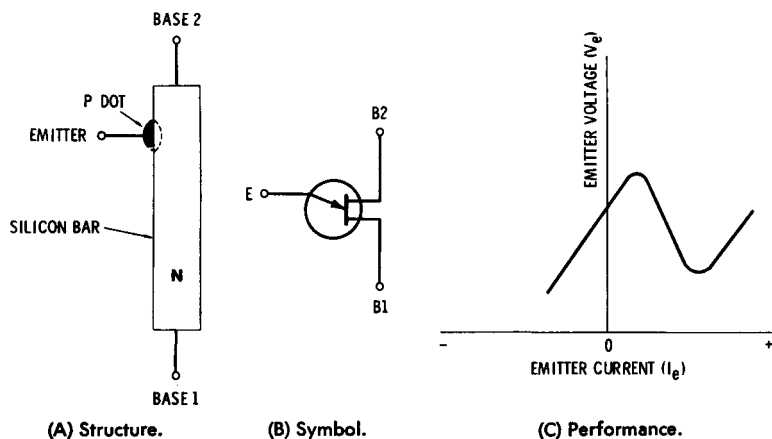 BASE 2
P DOT
EMITTER
SILICON BAR
N
BASE 1
(A) Structure.
B2
E
B1
(B) Symbol.
EMITTER VOLTAGE (Ve)
-
0
+
EMITTER CURRENT (Ie)
(C) Performance.